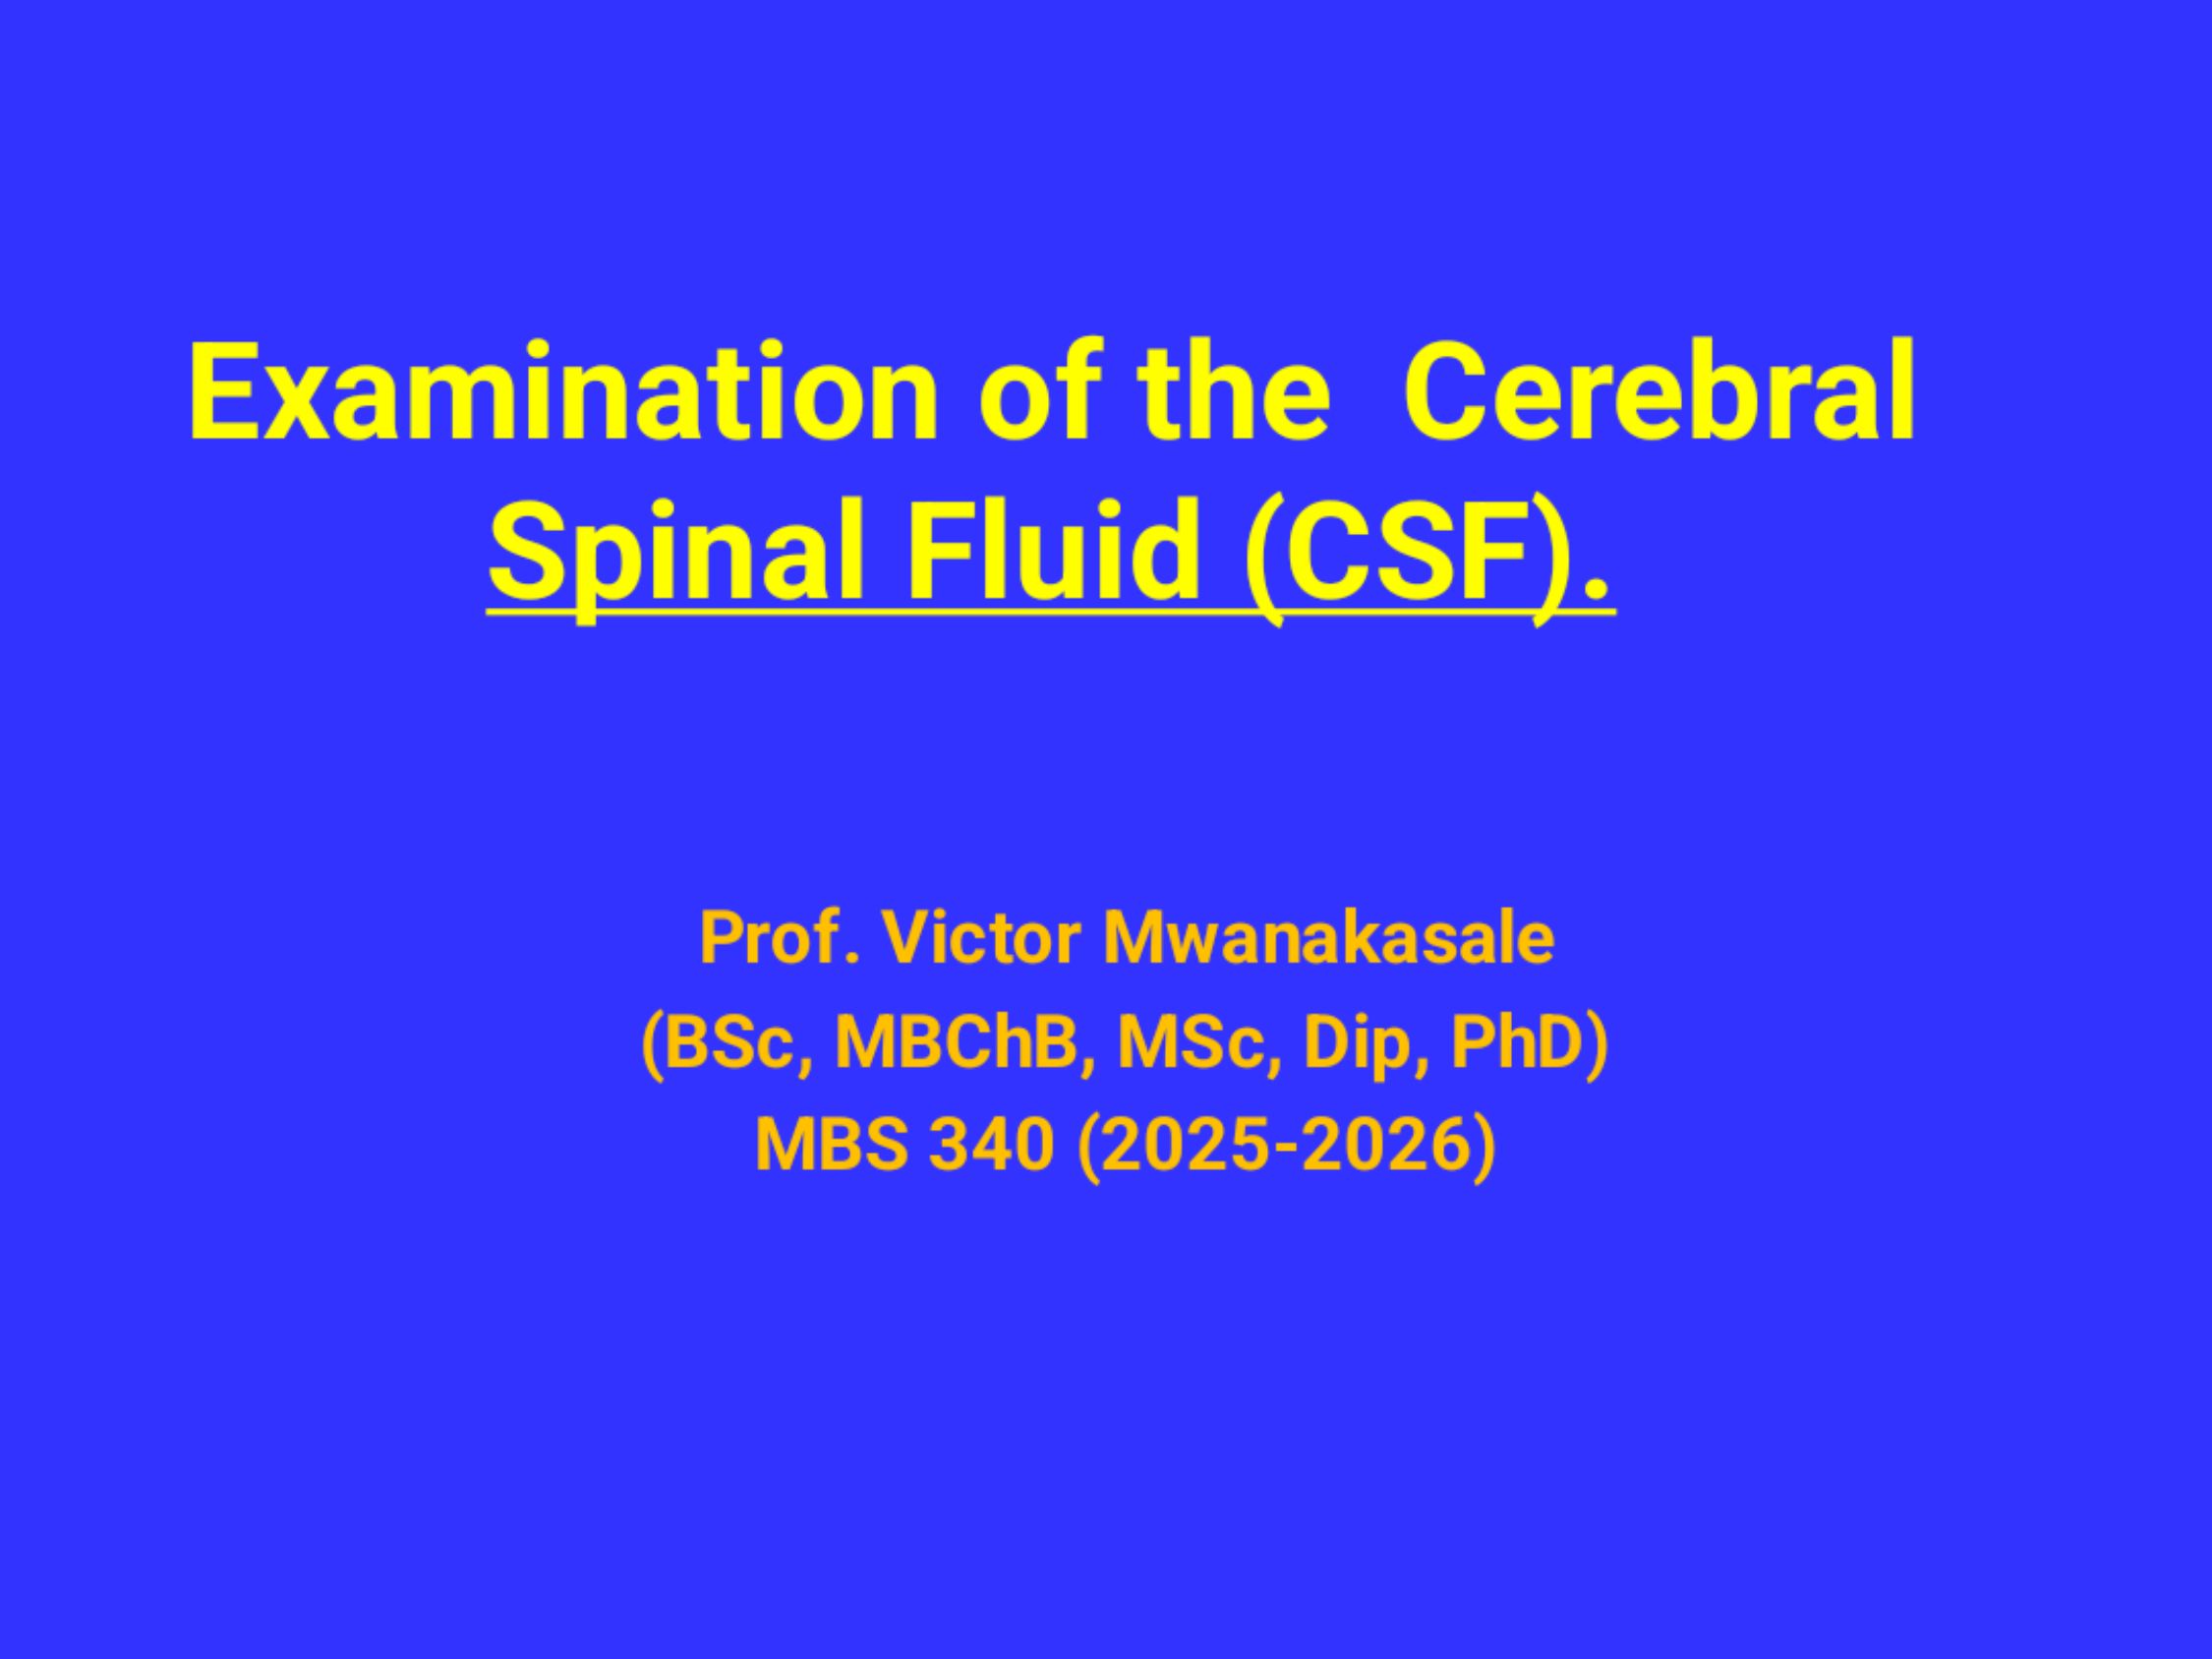 Examination of the  Cerebral
Spinal Fluid (CSF).
Prof. Victor Mwanakasale
(BSc, MBChB, MSc, Dip, PhD)
MBS 340 (2025-2026)